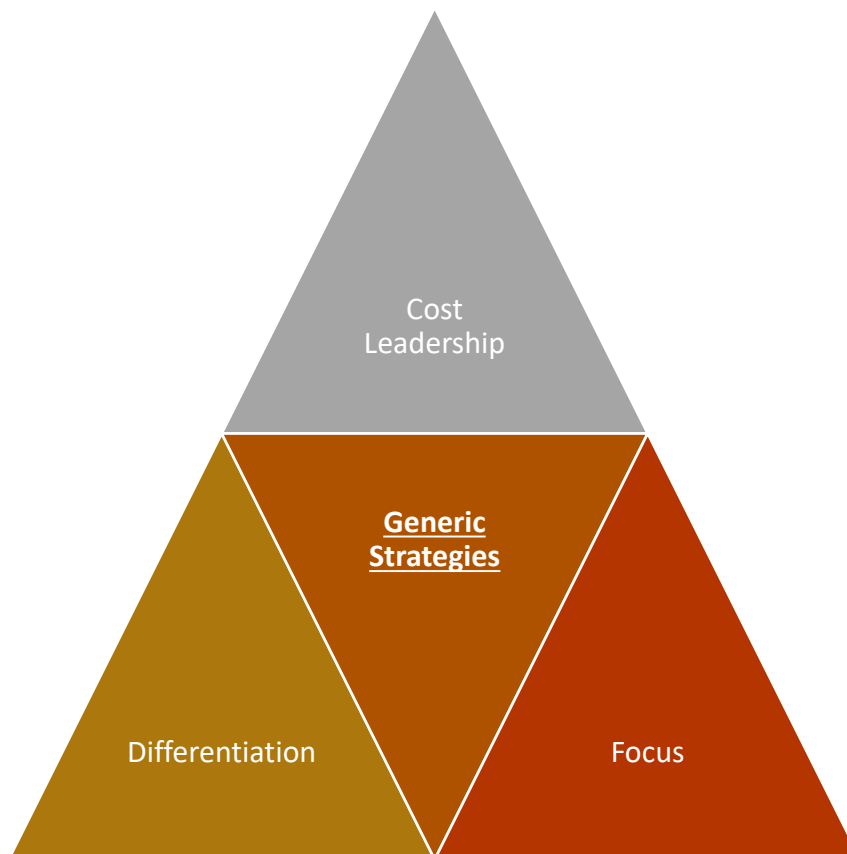 Cost
Leadership
Generic
Strategies
Differentiation
Focus